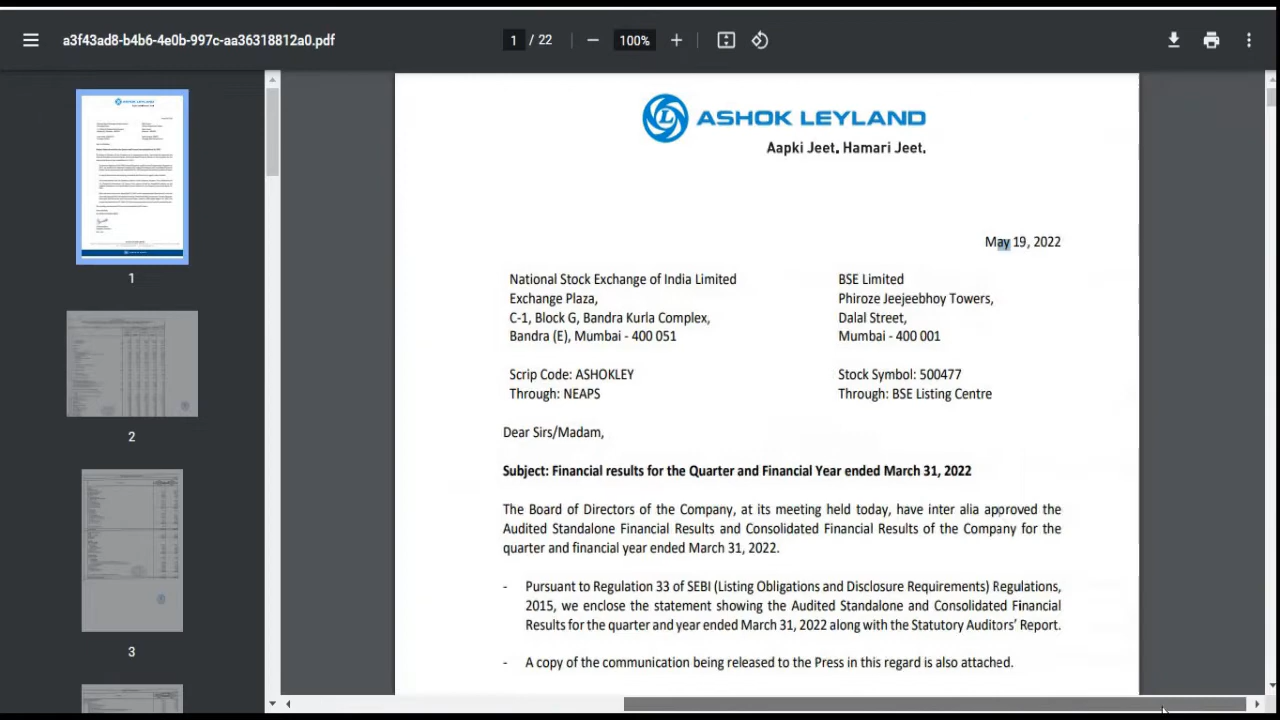 a3f43ad8-b4b6-4e0b-997c-aa36318812a0.pdf
1 / 22
100%
1
2
3
ASHOK LEYLAND
Aapki Jeet. Hamari Jeet.
May 19, 2022
National Stock Exchange of India Limited
Exchange Plaza,
C-1, Block G, Bandra Kurla Complex,
Bandra (E), Mumbai - 400 051
BSE Limited
Phiroze Jeejeebhoy Towers,
Dalal Street,
Mumbai - 400 001
Scrip Code: ASHOKLEY
Through: NEAPS
Stock Symbol: 500477
Through: BSE Listing Centre
Dear Sirs/Madam,
Subject: Financial results for the Quarter and Financial Year ended March 31, 2022
The Board of Directors of the Company, at its meeting held today, have inter alia approved the
Audited Standalone Financial Results and Consolidated Financial Results of the Company for the
quarter and financial year ended March 31, 2022.
- Pursuant to Regulation 33 of SEBI (Listing Obligations and Disclosure Requirements) Regulations,
2015, we enclose the statement showing the Audited Standalone and Consolidated Financial
Results for the quarter and year ended March 31, 2022 along with the Statutory Auditors' Report.
- A copy of the communication being released to the Press in this regard is also attached.